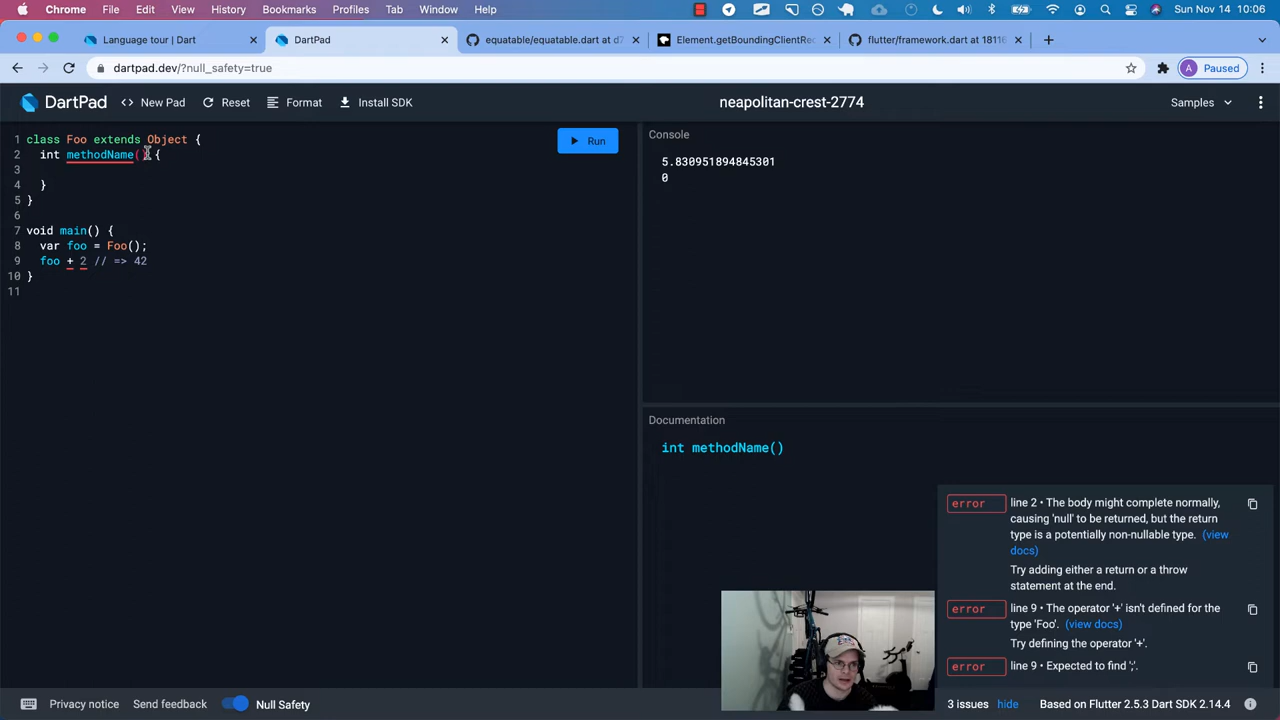 Chrome File Edit View History Bookmarks Profiles Tab Window Help Sun Nov 14 10:06
Language tour | Dart
DartPad
equatable/equatable.dart at d7
Element.getBoundingClientRec
flutter/framework.dart at 18116
dartpad.dev/?null_safety=true
A Paused
DartPad
New Pad
Reset
Format
Install SDK
neapolitan-crest-2774
Samples
1 class Foo extends Object {
2 int methodName() {
3
4 }
5 }
6
7 void main() {
8 var foo = Foo();
9 foo + 2 // => 42
10 }
11
Run
Console
5.830951894845301
0
Documentation
int methodName()
error line 2 • The body might complete normally,
causing 'null' to be returned, but the return
type is a potentially non-nullable type. (view
docs)
Try adding either a return or a throw
statement at the end.
error line 9 • The operator '+' isn't defined for the
type 'Foo'. (view docs)
Try defining the operator '+'.
error line 9 • Expected to find ';'.
Privacy notice
Send feedback
Null Safety
3 issues hide
Based on Flutter 2.5.3 Dart SDK 2.14.4